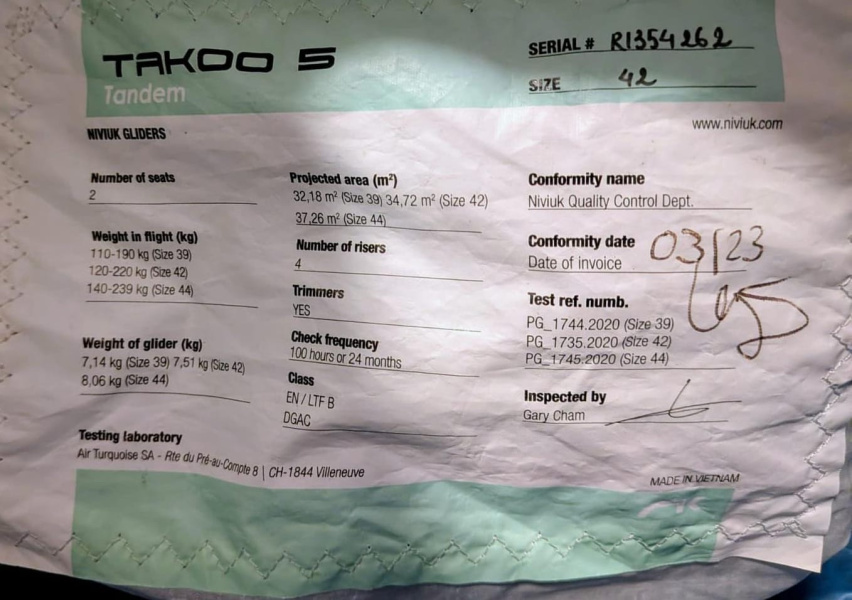 TAKOO 5
Tandem
SERIAL # R1354262
SIZE 42
www.niviuk.com
NIVIUK GLIDERS
Number of seats
2
Weight in flight (kg)
110-190 kg (Size 39)
120-220 kg (Size 42)
140-239 kg (Size 44)
Weight of glider (kg)
7,14 kg (Size 39) 7,51 kg (Size 42)
8,06 kg (Size 44)
Testing laboratory
Air Turquoise SA - Rte du Pré-au-Compte 8 | CH-1844 Villeneuve
Projected area (m²)
32,18 m² (Size 39) 34,72 m² (Size 42)
37,26 m² (Size 44)
Number of risers
4
Trimmers
YES
Check frequency
100 hours or 24 months
Class
EN / LTF B
DGAC
Conformity name
Niviuk Quality Control Dept.
Conformity date 03/23
Date of invoice
Test ref. numb.
PG_1744.2020 (Size 39)
PG_1735.2020 (Size 42)
PG_1745.2020 (Size 44)
Inspected by
Gary Cham
MADE IN VIETNAM